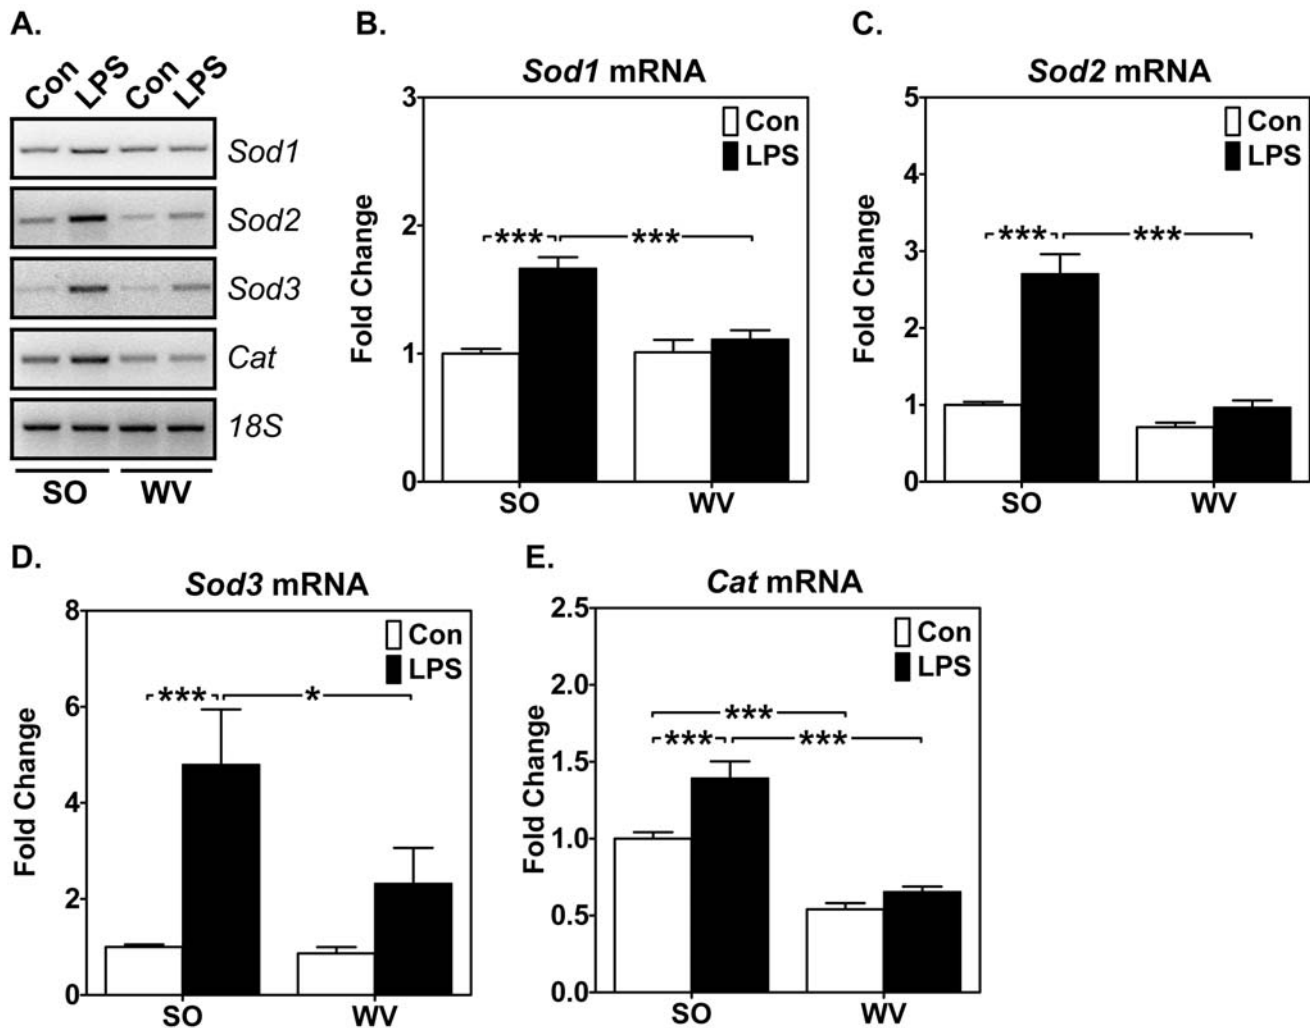 A.
Con LPS Con LPS
Sod1
Sod2
Sod3
Cat
18S
SO WV
B.
Sod1 mRNA
Fold Change
3
2
1
0
Con
LPS
*** ***
SO WV
C.
Sod2 mRNA
Fold Change
5
4
3
2
1
0
Con
LPS
*** ***
SO WV
D.
Sod3 mRNA
Fold Change
8
6
4
2
0
Con
LPS
*** *
SO WV
E.
Cat mRNA
Fold Change
2.5
2.0
1.5
1.0
0.5
0.0
Con
LPS
***
*** ***
SO WV